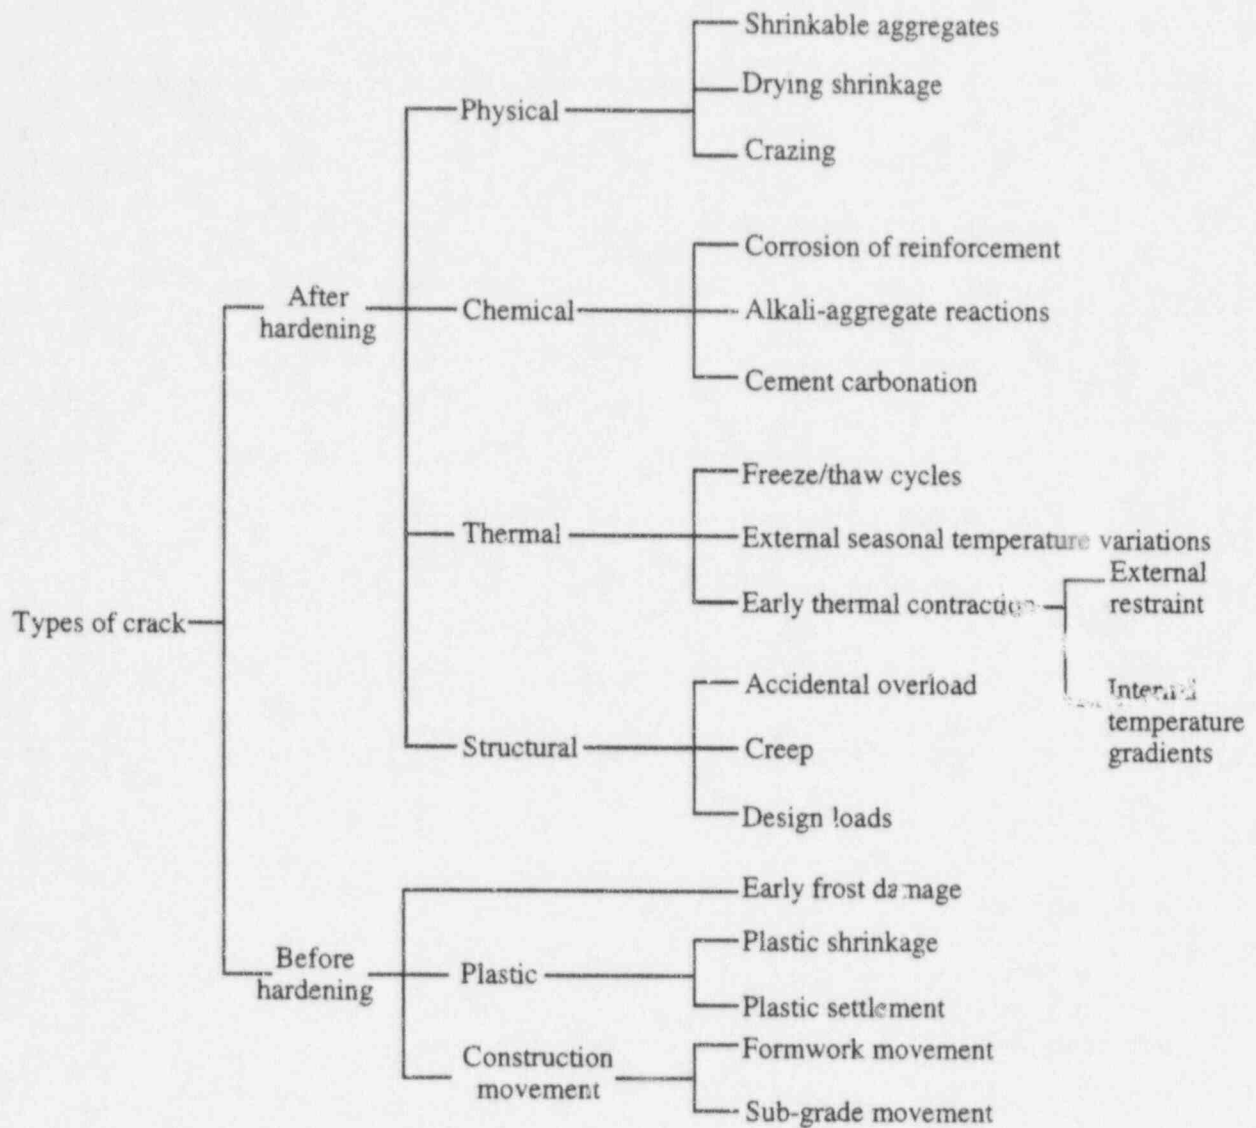 Shrinkable aggregates
Physical
Drying shrinkage
Crazing
After
hardening
Chemical
Corrosion of reinforcement
Alkali-aggregate reactions
Cement carbonation
Thermal
Freeze/thaw cycles
External seasonal temperature variations
Early thermal contraction
External
restraint
Internal
temperature
gradients
Types of crack
Structural
Accidental overload
Creep
Design loads
Before
hardening
Early frost damage
Plastic
Plastic shrinkage
Plastic settlement
Construction
movement
Formwork movement
Sub-grade movement